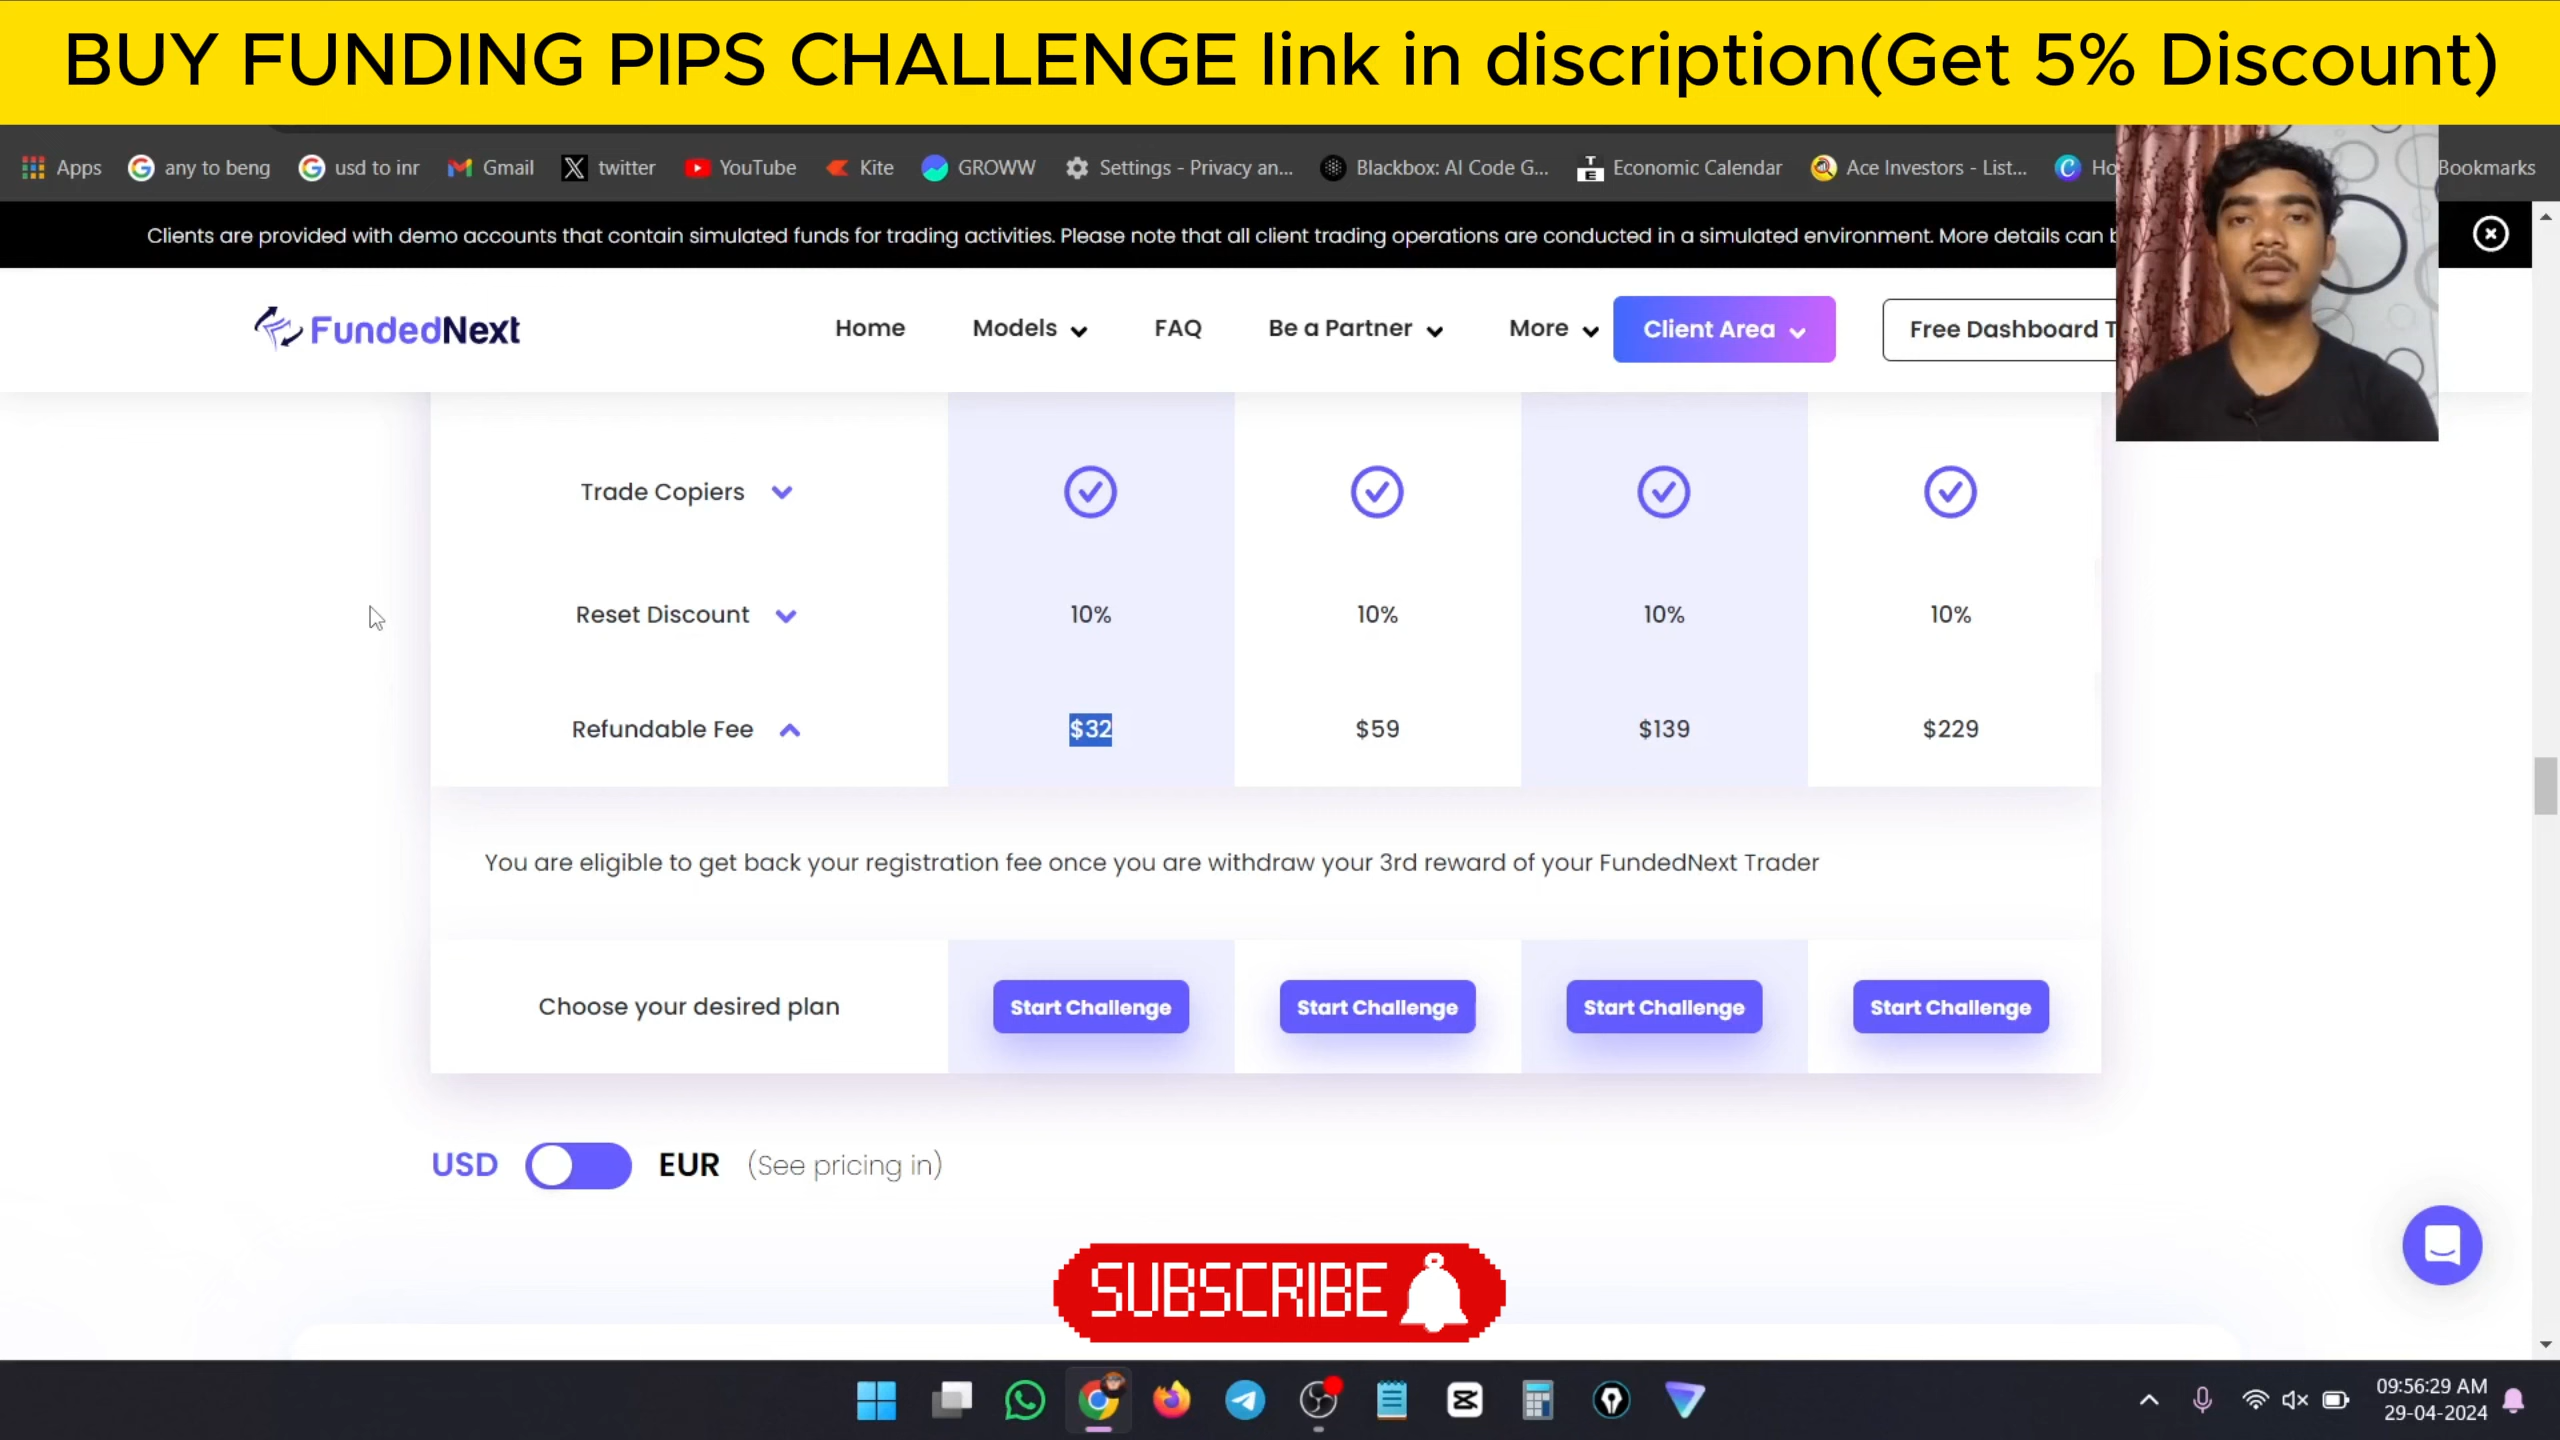 BUY FUNDING PIPS CHALLENGE link in discription(Get 5% Discount)
Apps any to beng usd to inr Gmail twitter YouTube Kite GROWW Settings - Privacy an... Blackbox: AI Code G... Economic Calendar Ace Investors - List... Ho Bookmarks
Clients are provided with demo accounts that contain simulated funds for trading activities. Please note that all client trading operations are conducted in a simulated environment. More details can
FundedNext Home Models FAQ Be a Partner More Client Area Free Dashboard T
Trade Copiers
Reset Discount 10% 10% 10% 10%
Refundable Fee $32 $59 $139 $229
You are eligible to get back your registration fee once you are withdraw your 3rd reward of your FundedNext Trader
Choose your desired plan Start Challenge Start Challenge Start Challenge Start Challenge
USD EUR (See pricing in)
SUBSCRIBE
09:56:29 AM
29-04-2024